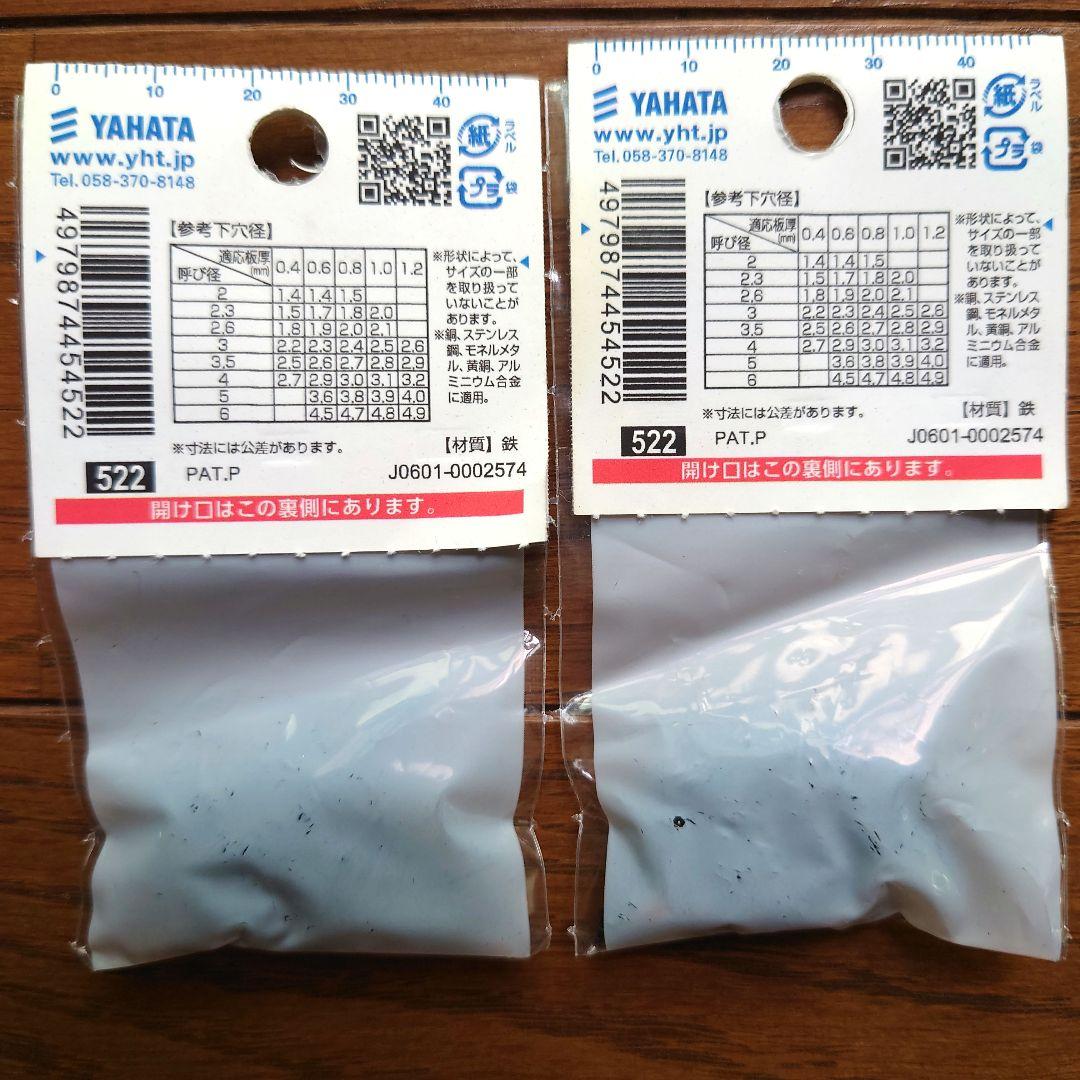 0 10 20 30 40
YAHATA
www.yht.jp
Tel. 058-370-8148
紙 ラベル
プラ 袋
4979874454522
【参考下穴径】
適応板厚(mm) 呼び径 0.4 0.6 0.8 1.0 1.2
2 1.4 1.4 1.5
2.3 1.5 1.7 1.8 2.0
2.6 1.8 1.9 2.0 2.1
3 2.2 2.3 2.4 2.5 2.6
3.5 2.5 2.6 2.7 2.8 2.9
4 2.7 2.9 3.0 3.1 3.2
5 3.6 3.8 3.9 4.0
6 4.5 4.7 4.8 4.9
※形状によって、
サイズの一部
を取り扱って
いないことが
あります。
※銅、ステンレス
鋼、モネルメタ
ル、黄銅、アル
ミニウム合金
に適用。
※寸法には公差があります。
【材質】鉄
522 PAT.P J0601-0002574
開け口はこの裏側にあります。
0 10 20 30 40
YAHATA
www.yht.jp
Tel. 058-370-8148
紙 ラベル
プラ 袋
4979874454522
【参考下穴径】
適応板厚(mm) 呼び径 0.4 0.6 0.8 1.0 1.2
2 1.4 1.4 1.5
2.3 1.5 1.7 1.8 2.0
2.6 1.8 1.9 2.0 2.1
3 2.2 2.3 2.4 2.5 2.6
3.5 2.5 2.6 2.7 2.8 2.9
4 2.7 2.9 3.0 3.1 3.2
5 3.6 3.8 3.9 4.0
6 4.5 4.7 4.8 4.9
※形状によって、
サイズの一部
を取り扱って
いないことが
あります。
※銅、ステンレス
鋼、モネルメタ
ル、黄銅、アル
ミニウム合金
に適用。
※寸法には公差があります。
【材質】鉄
522 PAT.P J0601-0002574
開け口はこの裏側にあります。